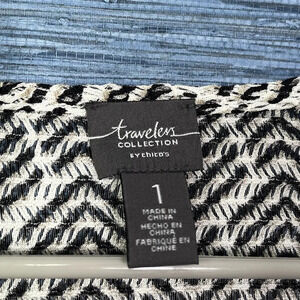 travelers
COLLECTION
BY CHICO'S
1
MADE IN
CHINA
HECHO EN
CHINA
FABRIQUÉ EN
CHINE